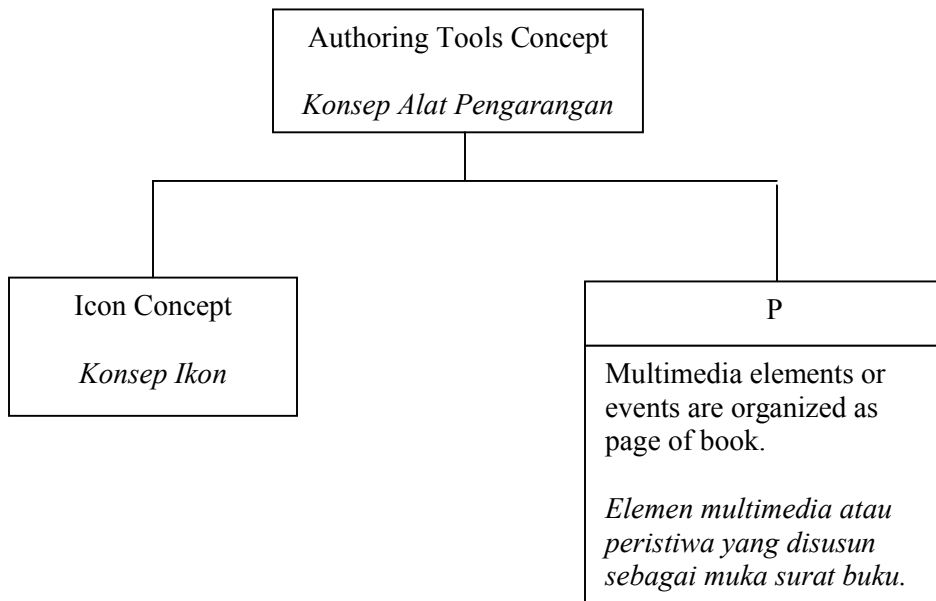 Authoring Tools Concept
Konsep Alat Pengarangan
Icon Concept
Konsep Ikon
P
Multimedia elements or
events are organized as
page of book.
Elemen multimedia atau
peristiwa yang disusun
sebagai muka surat buku.